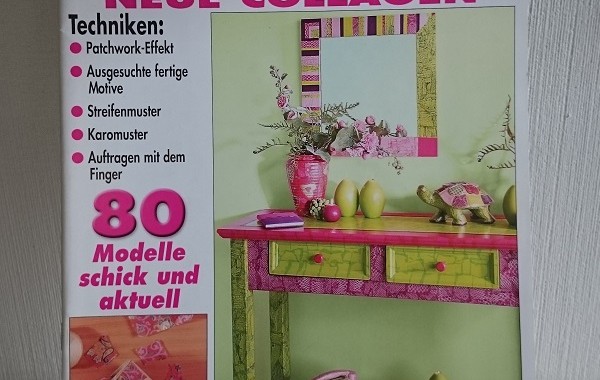 NEUE COLLAGEN
Techniken:
● Patchwork-Effekt
● Ausgesuchte fertige
Motive
● Streifenmuster
● Karomuster
● Auftragen mit dem
Finger
80
Modelle
schick und
aktuell